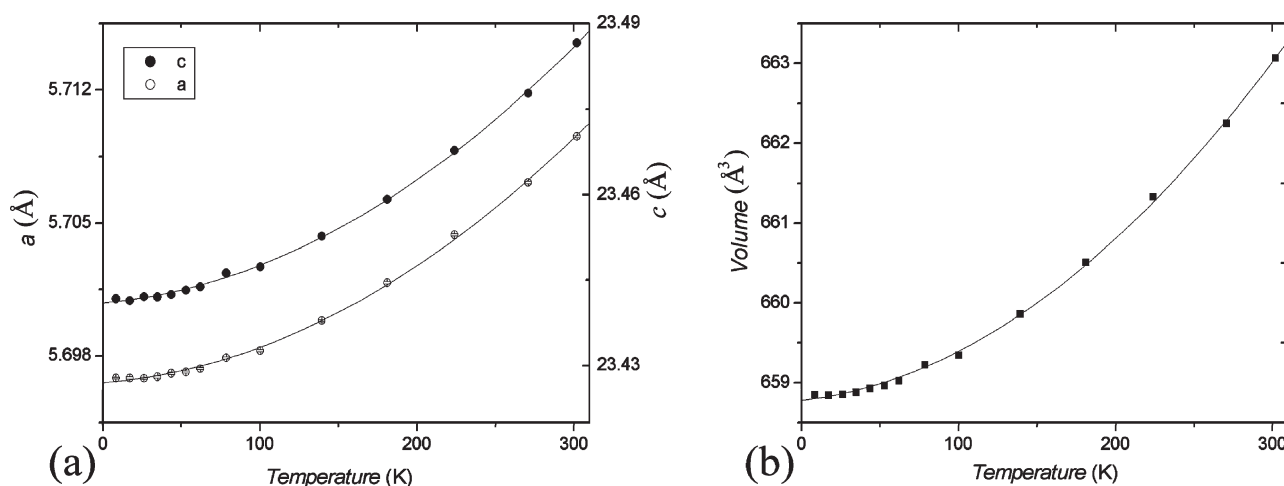 c
a
5.712
5.705
5.698
a (Å)
23.49
23.46
23.43
c (Å)
0
100
200
300
Temperature (K)
(a)
663
662
661
660
659
Volume (Å³)
0
100
200
300
Temperature (K)
(b)